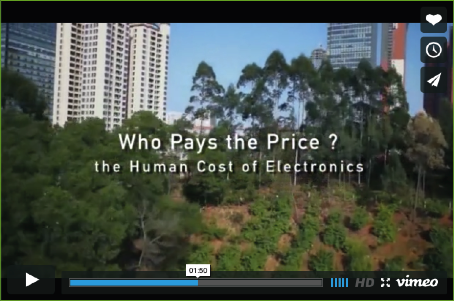 Who Pays the Price ?
the Human Cost of Electronics
01:50
HD
vimeo